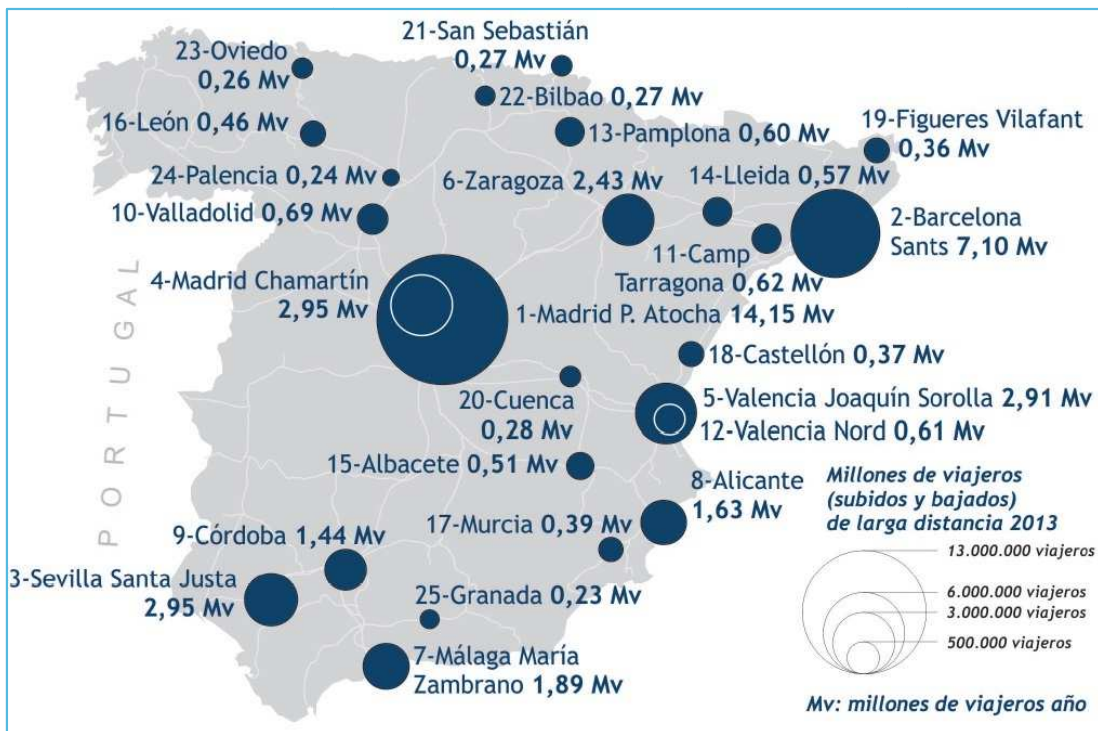 21-San Sebastián
0,27 Mv
23-Oviedo
0,26 Mv
22-Bilbao 0,27 Mv
16-León 0,46 Mv
13-Pamplona 0,60 Mv
19-Figueres Vilafant
0,36 Mv
24-Palencia 0,24 Mv
6-Zaragoza 2,43 Mv
14-Lleida 0,57 Mv
10-Valladolid 0,69 Mv
2-Barcelona
Sants 7,10 Mv
11-Camp
Tarragona 0,62 Mv
4-Madrid Chamartín
2,95 Mv
1-Madrid P. Atocha 14,15 Mv
PORTUGAL
18-Castellón 0,37 Mv
20-Cuenca
0,28 Mv
5-Valencia Joaquín Sorolla 2,91 Mv
12-Valencia Nord 0,61 Mv
15-Albacete 0,51 Mv
8-Alicante
1,63 Mv
17-Murcia 0,39 Mv
9-Córdoba 1,44 Mv
3-Sevilla Santa Justa
2,95 Mv
25-Granada 0,23 Mv
7-Málaga María
Zambrano 1,89 Mv
Millones de viajeros
(subidos y bajados)
de larga distancia 2013
13.000.000 viajeros
6.000.000 viajeros
3.000.000 viajeros
500.000 viajeros
Mv: millones de viajeros año